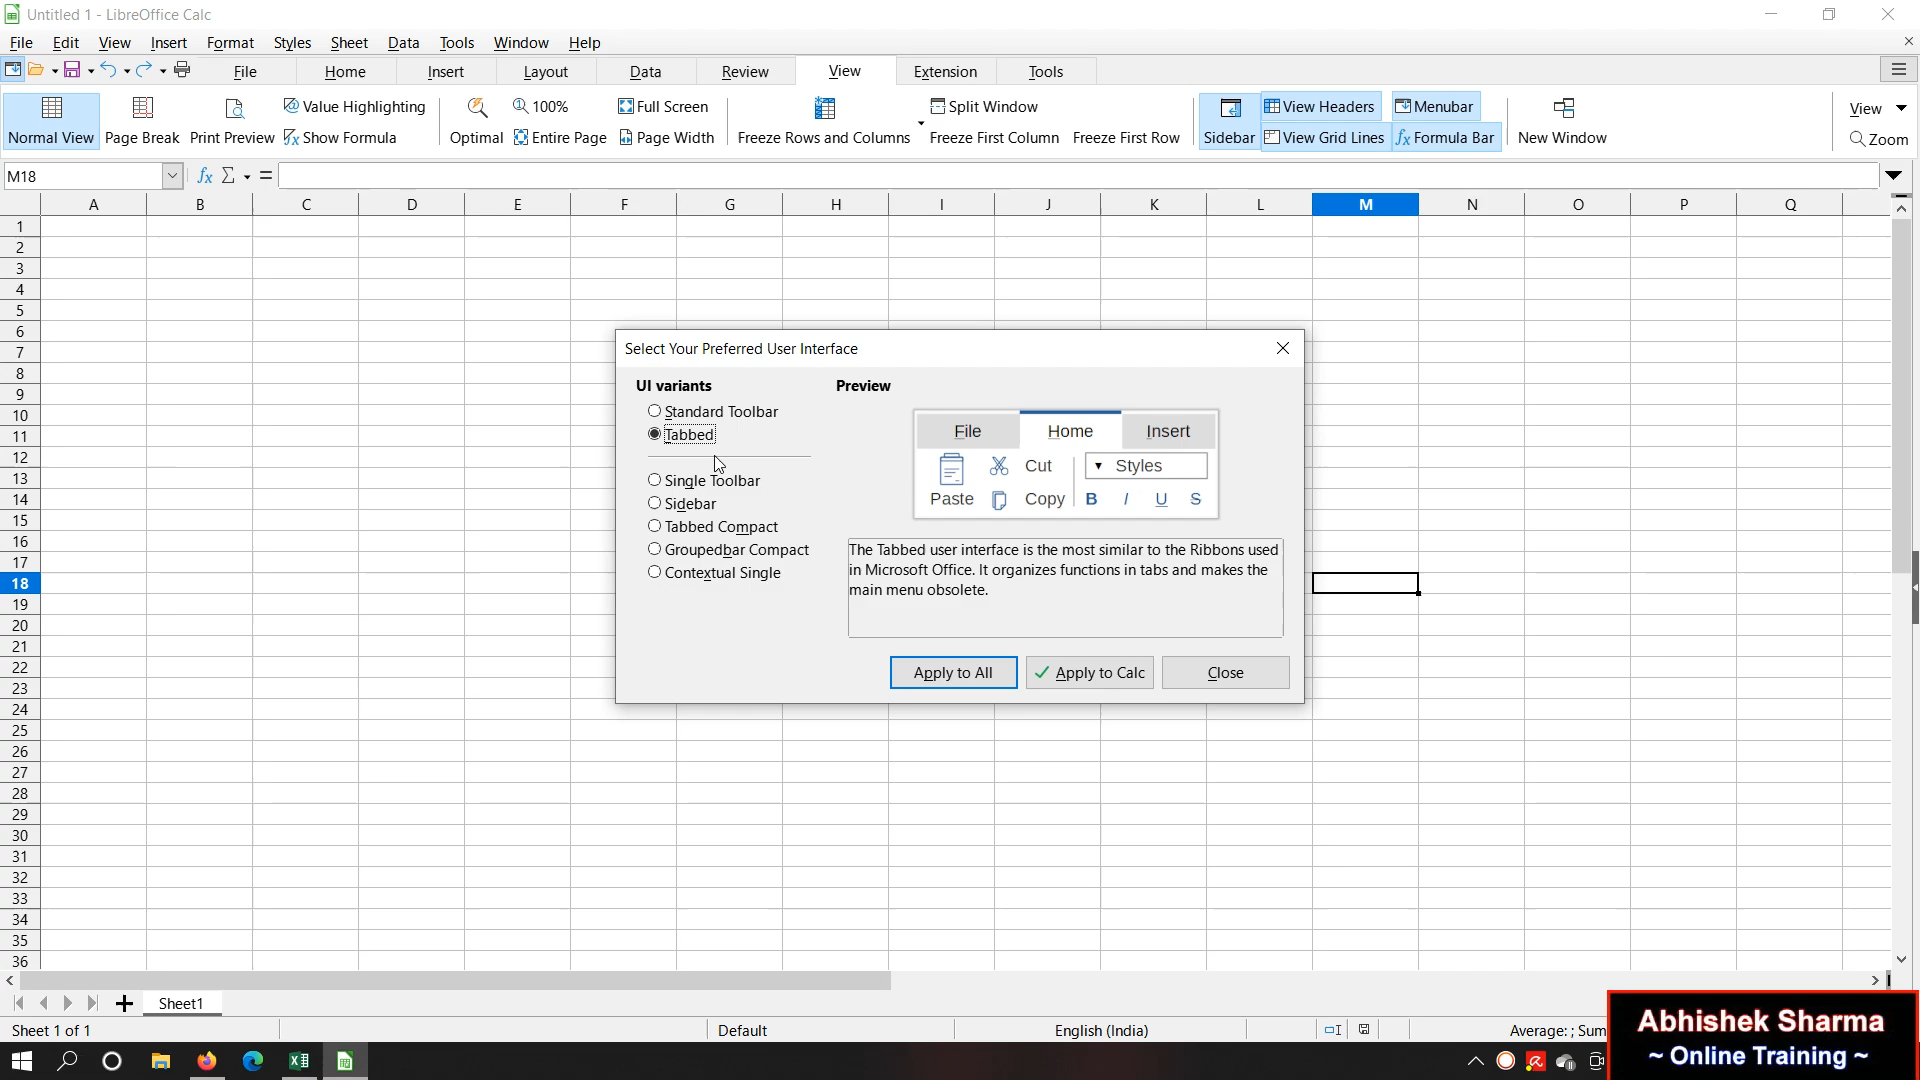 Untitled 1 - LibreOffice Calc
File Edit View Insert Format Styles Sheet Data Tools Window Help
File Home Insert Layout Data Review View Extension Tools
Value Highlighting 100% Full Screen Split Window View Headers Menubar View
Normal View Page Break Print Preview Show Formula Optimal Entire Page Page Width Freeze Rows and Columns Freeze First Column Freeze First Row Sidebar View Grid Lines Formula Bar New Window Zoom
M18 fx Σ =
A B C D E F G H I J K L M N O P Q
1
2
3
4
5
6
7
8
9
10
11
12
13
14
15
16
17
18
19
20
21
22
23
24
25
26
27
28
29
30
31
32
33
34
35
36
Select Your Preferred User Interface
UI variants
Standard Toolbar
Tabbed
Single Toolbar
Sidebar
Tabbed Compact
Groupedbar Compact
Contextual Single
Preview
File Home Insert
Cut Styles
Paste Copy B I U S
The Tabbed user interface is the most similar to the Ribbons used
in Microsoft Office. It organizes functions in tabs and makes the
main menu obsolete.
Apply to All Apply to Calc Close
Sheet1
Sheet 1 of 1 Default English (India) Average: ; Sum
Abhishek Sharma
~ Online Training ~